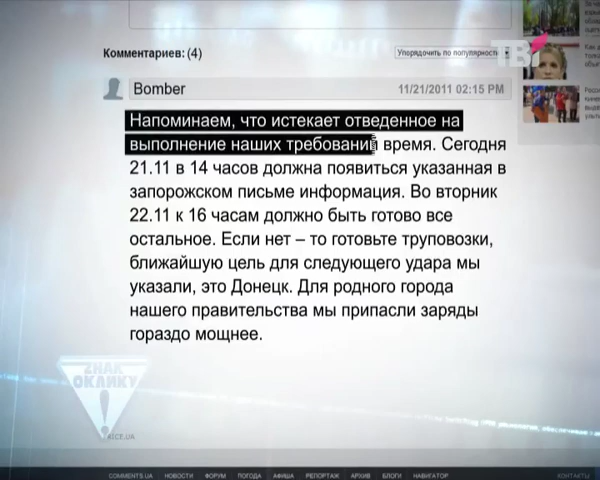 Комментариев: (4)
Упорядочить по популярности
ТВі
Bomber
11/21/2011 02:15 PM
Напоминаем, что истекает отведенное на
выполнение наших требований время. Сегодня
21.11 в 14 часов должна появиться указанная в
запорожском письме информация. Во вторник
22.11 к 16 часам должно быть готово все
остальное. Если нет – то готовьте труповозки,
ближайшую цель для следующего удара мы
указали, это Донецк. Для родного города
нашего правительства мы припасли заряды
гораздо мощнее.
ZНАК
ОКЛИКУ
!
COMMENTS.UA НОВОСТИ ФОРУМ ПОГОДА АФИША РЕПОРТАЖ АРХИВ БЛОГИ НАВИГАТОР КОНТАКТЫ